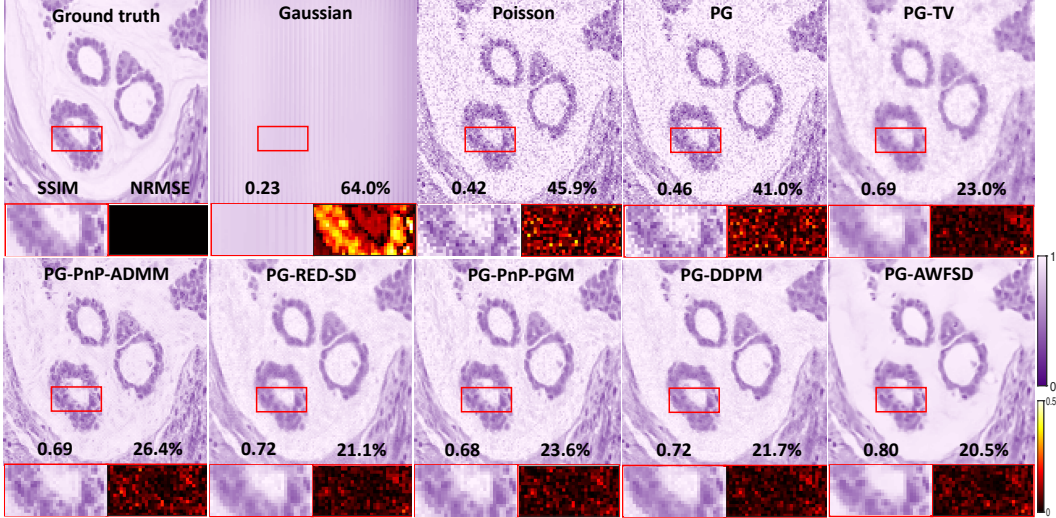 Ground truth Gaussian Poisson PG PG-TV
SSIM NRMSE 0.23 64.0% 0.42 45.9% 0.46 41.0% 0.69 23.0%
PG-PnP-ADMM PG-RED-SD PG-PnP-PGM PG-DDPM PG-AWFSD
1
0.69 26.4% 0.72 21.1% 0.68 23.6% 0.72 21.7% 0.80 20.5%
0
0.5
0